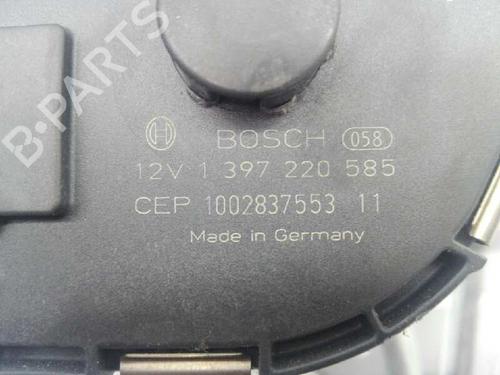 B-PARTS
BOSCH 058
12V 1 397 220 585
CEP 1002837553 11
Made in Germany